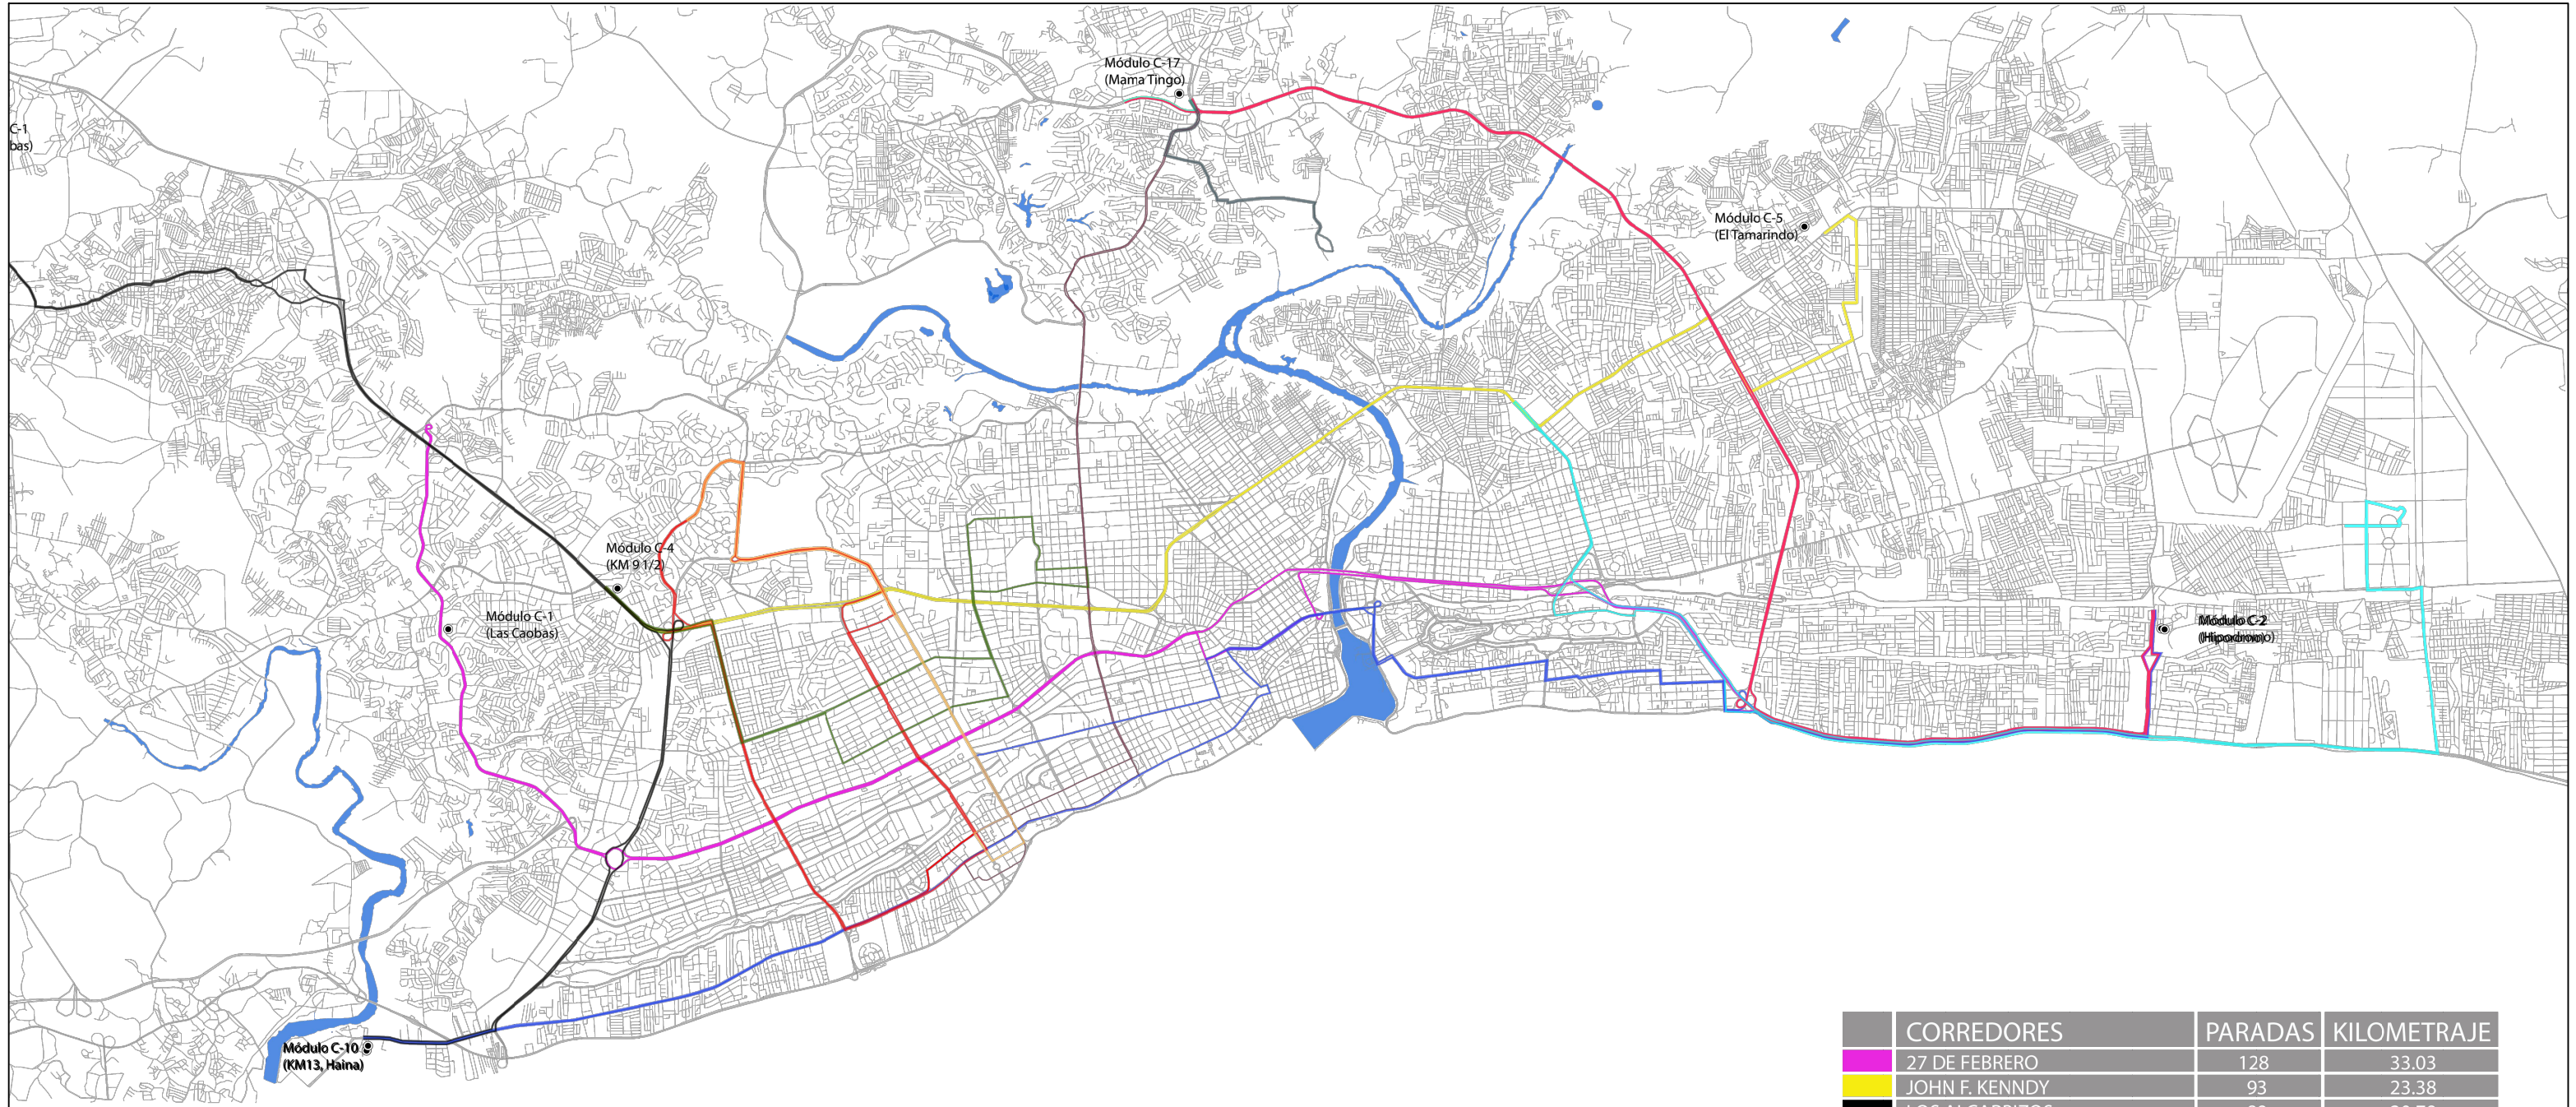 Módulo C-17
(Mama Tingo)
C-1
bas)
Módulo C-5
(El Tamarindo)
Módulo C-4
(KM 9 1/2)
Módulo C-1
(Las Caobas)
Módulo C-2
(Hipodromo)
Módulo C-10
(KM13, Haina)
CORREDORES PARADAS KILOMETRAJE
27 DE FEBRERO 128 33.03
JOHN F. KENNDY 93 23.38
LOS ALCARRIZOS